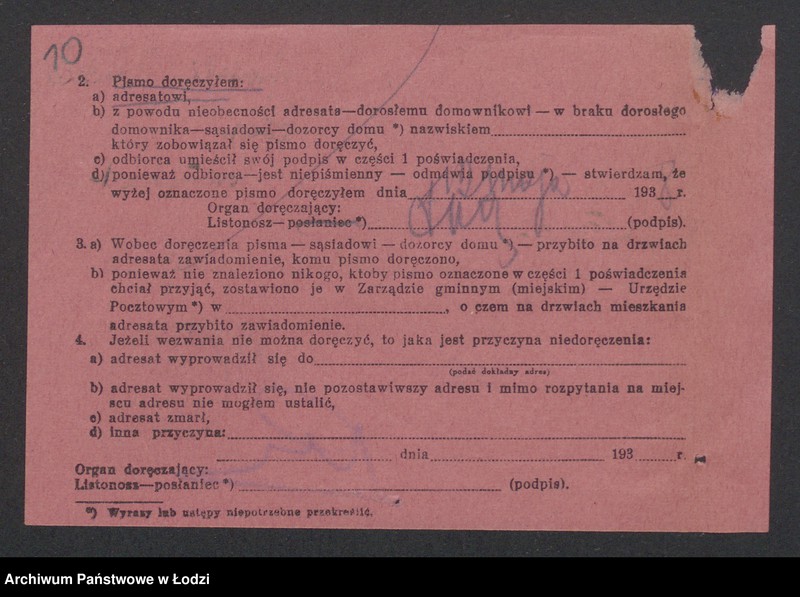 10
2. Pismo doręczyłem:
a) adresatowi,
b) z powodu nieobecności adresata—dorosłemu domownikowi — w braku dorosłego
domownika—sąsiadowi—dozorcy domu *) nazwiskiem
który zobowiązał się pismo doręczyć,
c) odbiorca umieścił swój podpis w części 1 poświadczenia,
d) ponieważ odbiorca—jest niepiśmienny — odmawia podpisu *) — stwierdzam, że
wyżej oznaczone pismo doręczyłem dnia maja 193 8 r.
Organ doręczający:
Listonosz—posłaniec *) (podpis).
3. a) Wobec doręczenia pisma — sąsiadowi — dozorcy domu *) — przybito na drzwiach
adresata zawiadomienie, komu pismo doręczono,
b) ponieważ nie znaleziono nikogo, ktoby pismo oznaczone w części 1 poświadczenia
chciał przyjąć, zostawiono je w Zarządzie gminnym (miejskim) — Urzędzie
Pocztowym *) w , o czem na drzwiach mieszkania
adresata przybito zawiadomienie.
4. Jeżeli wezwania nie można doręczyć, to jaka jest przyczyna niedoręczenia:
a) adresat wyprowadził się do
(podać dokładny adres)
b) adresat wyprowadził się, nie pozostawiwszy adresu i mimo rozpytania na miej-
scu adresu nie mogłem ustalić,
c) adresat zmarł,
d) inna przyczyna:
dnia 193 r.
Organ doręczający:
Listonosz—posłaniec *) (podpis).
*) Wyrazy lub ustępy niepotrzebne przekreślić.
Archiwum Państwowe w Łodzi